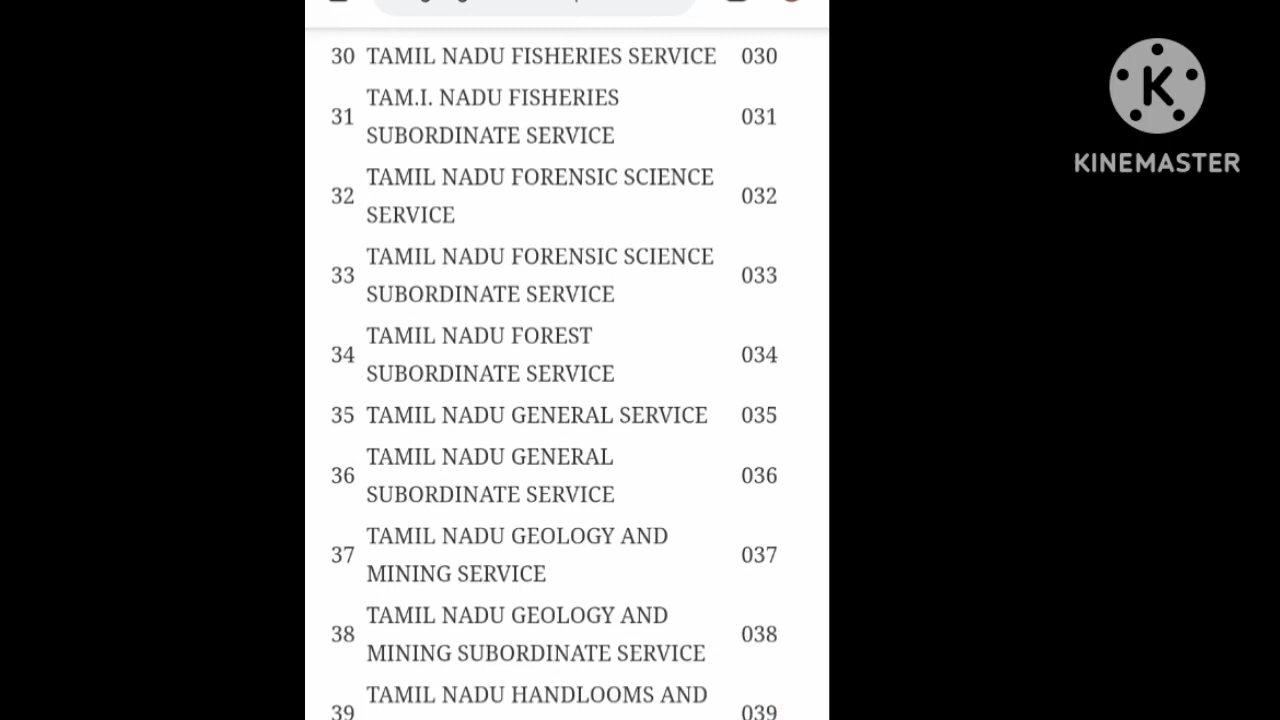 30 TAMIL NADU FISHERIES SERVICE 030
TAM.I. NADU FISHERIES
31 SUBORDINATE SERVICE 031
TAMIL NADU FORENSIC SCIENCE
32 SERVICE 032
TAMIL NADU FORENSIC SCIENCE
33 SUBORDINATE SERVICE 033
TAMIL NADU FOREST
34 SUBORDINATE SERVICE 034
35 TAMIL NADU GENERAL SERVICE 035
TAMIL NADU GENERAL
36 SUBORDINATE SERVICE 036
TAMIL NADU GEOLOGY AND
37 MINING SERVICE 037
TAMIL NADU GEOLOGY AND
38 MINING SUBORDINATE SERVICE 038
TAMIL NADU HANDLOOMS AND
39 039
K
KINEMASTER